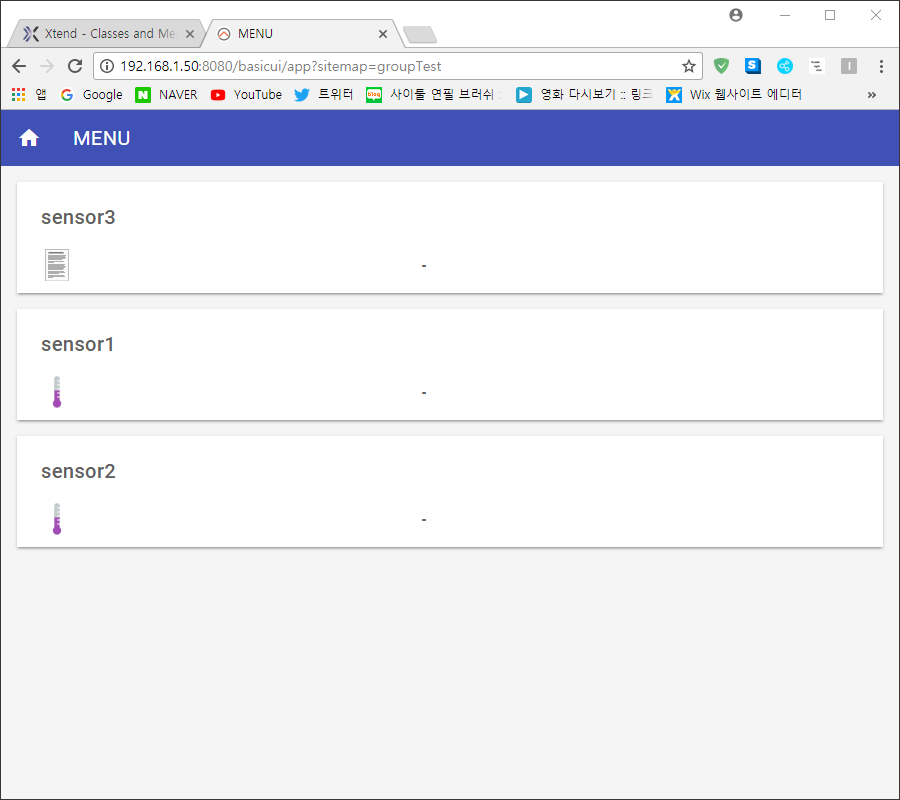 Xtend - Classes and Me
MENU
192.168.1.50:8080/basicui/app?sitemap=groupTest
앱 Google NAVER YouTube 트위터 사이툴 연필 브러쉬 : 영화 다시보기 :: 링크 Wix 웹사이트 에디터 »
MENU
sensor3
-
sensor1
-
sensor2
-